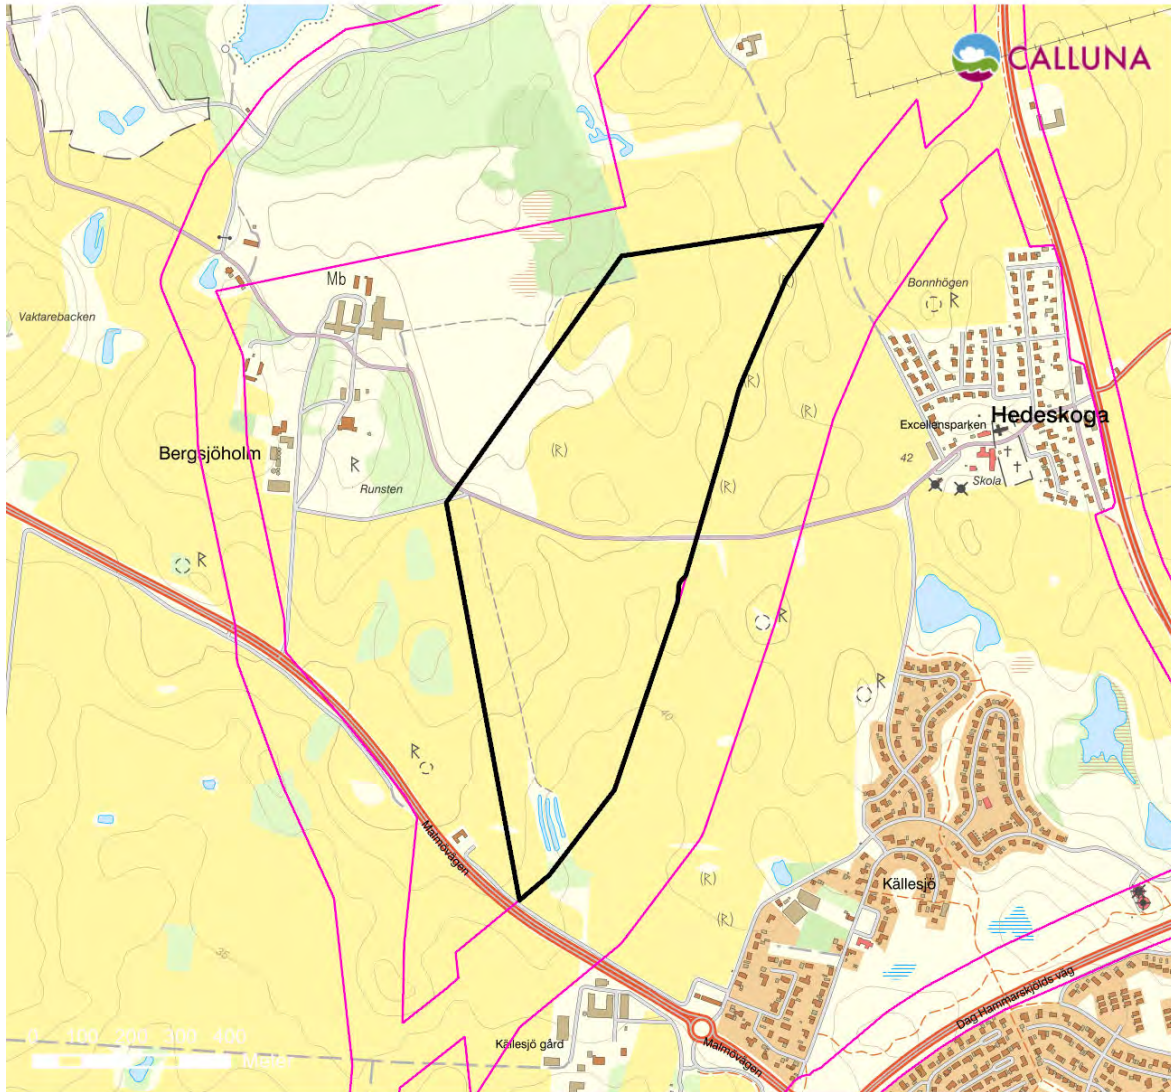 CALLUNA
Mb
Bonnhögen
R
Vaktarebacken
(R)
(R)
(R)
Hedeskoga
Excellensparken
Bergsjöholm
(R)
42
R
Runsten
Skola
(R)
R
R
R
40
R
Malmövägen
Källesjö
(R)
(R)
35
Dag Hammarskjölds väg
0 100 200 300 400
Meter
Källesjö gård
Malmövägen